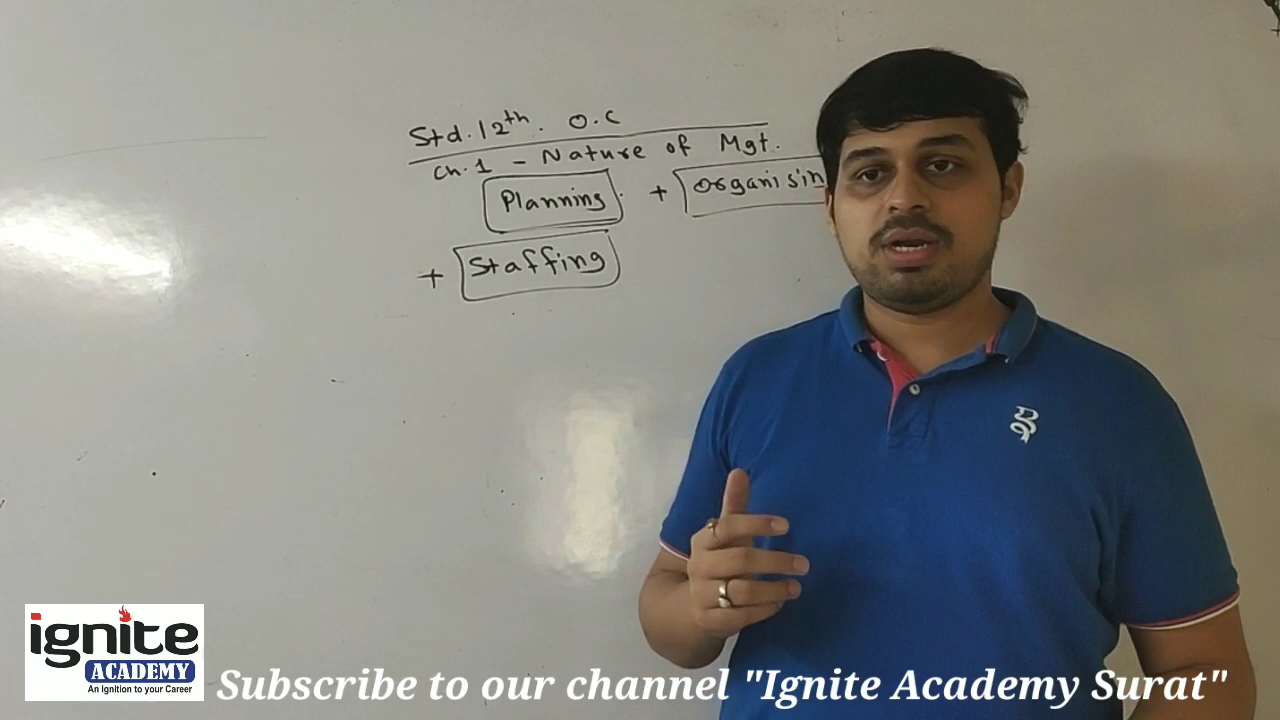 Std. 12th. O.C
Ch. 1 - Nature of Mgt.
Planning. + Organisin
+ Staffing
ignite
ACADEMY
An Ignition to your Career
Subscribe to our channel "Ignite Academy Surat"